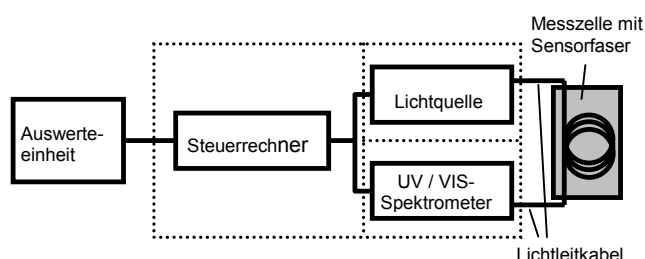 Messzelle mit
Sensorfaser
Auswerte-
einheit
Steuerrechner
Lichtquelle
UV / VIS-
Spektrometer
Lichtleitkabel